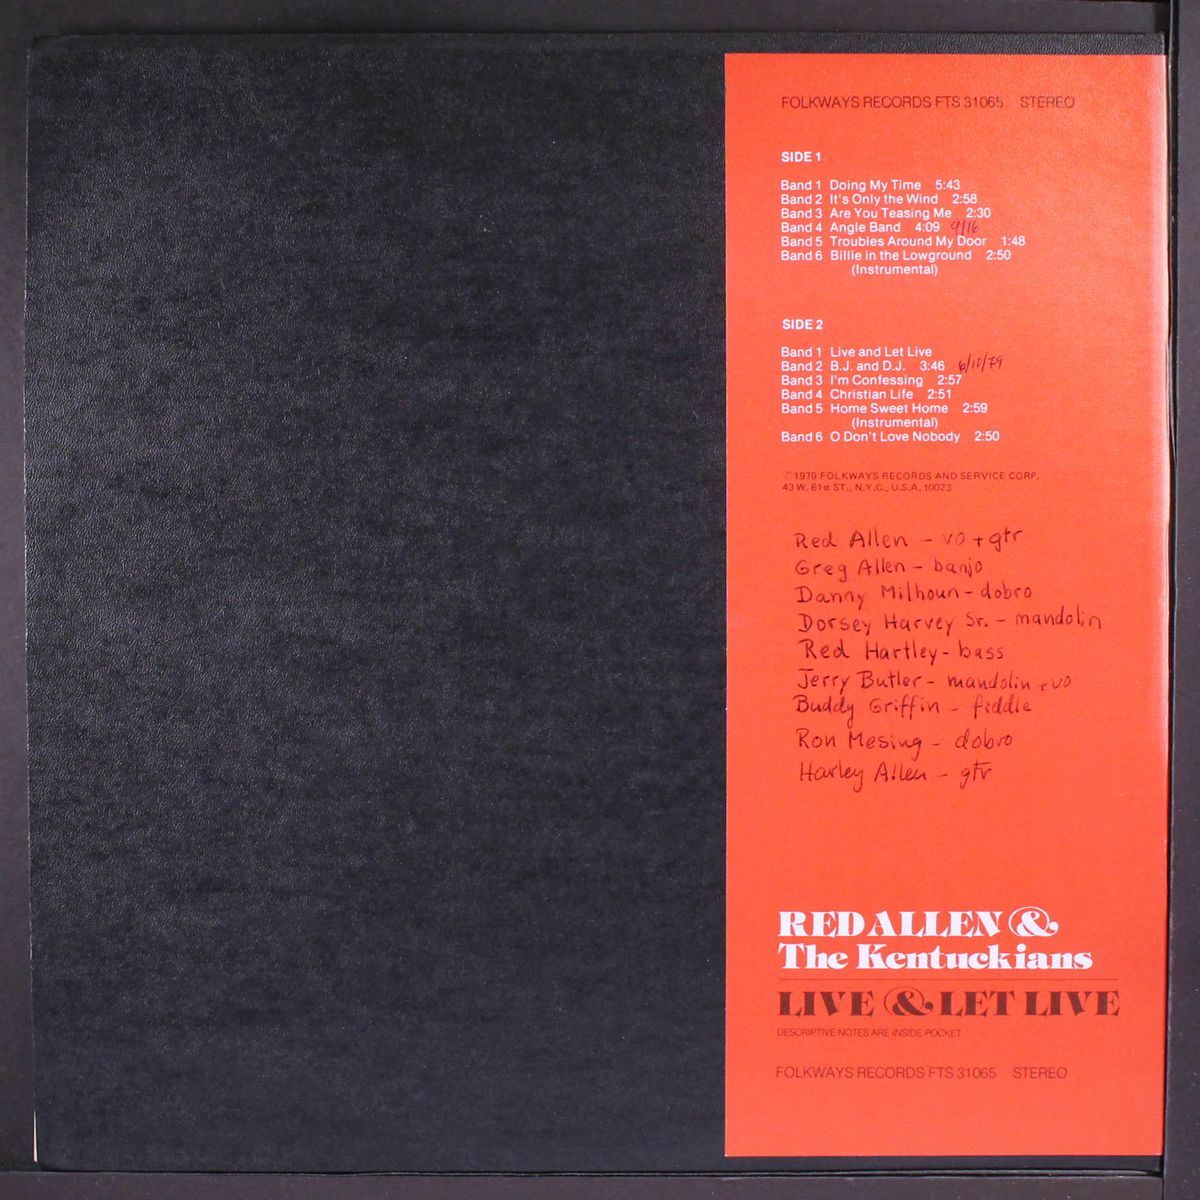 FOLKWAYS RECORDS FTS 31065 STEREO
SIDE 1
Band 1 Doing My Time 5:43
Band 2 It's Only the Wind 2:58
Band 3 Are You Teasing Me 2:30
Band 4 Angle Band 4:09 9/16
Band 5 Troubles Around My Door 1:48
Band 6 Billie in the Lowground 2:50
(Instrumental)
SIDE 2
Band 1 Live and Let Live
Band 2 B.J. and D.J. 3:46
Band 3 I'm Confessing 2:57
Band 4 Christian Life 2:51
Band 5 Home Sweet Home 2:59
(Instrumental)
Band 6 O Don't Love Nobody 2:50
℗ 1979 FOLKWAYS RECORDS AND SERVICE CORP.
43 W. 61st ST., N.Y.C., U.S.A. 10023
Red Allen - vo + gtr
Greg Allen - banjo
Danny Milhoun - dobro
Dorsey Harvey Sr. - mandolin
Red Hartley - bass
Jerry Butler - mandolin + vo
Buddy Griffin - fiddle
Ron Mesing - dobro
Harley Allen - gtr
RED ALLEN &
The Kentuckians
LIVE & LET LIVE
DESCRIPTIVE NOTES ARE INSIDE POCKET
FOLKWAYS RECORDS FTS 31065 STEREO